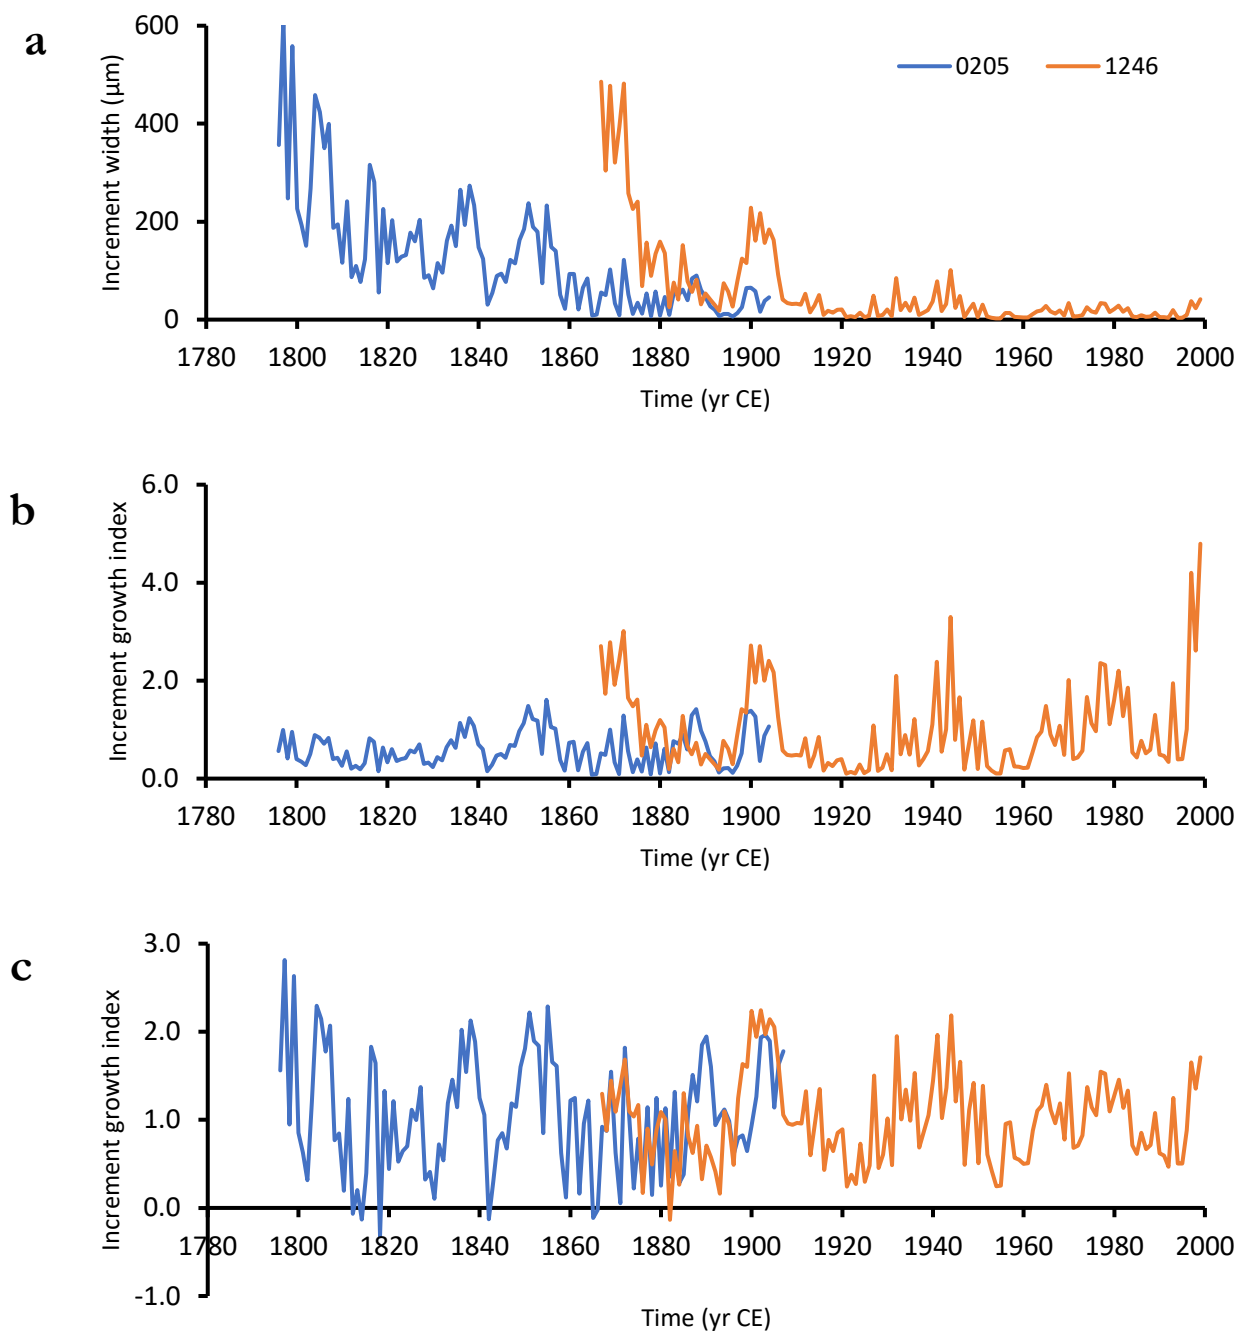 a
Increment width (µm)
600
400
200
0
0205 1246
1780 1800 1820 1840 1860 1880 1900 1920 1940 1960 1980 2000
Time (yr CE)
b
Increment growth index
6.0
4.0
2.0
0.0
1780 1800 1820 1840 1860 1880 1900 1920 1940 1960 1980 2000
Time (yr CE)
c
Increment growth index
3.0
2.0
1.0
0.0
-1.0
1780 1800 1820 1840 1860 1880 1900 1920 1940 1960 1980 2000
Time (yr CE)